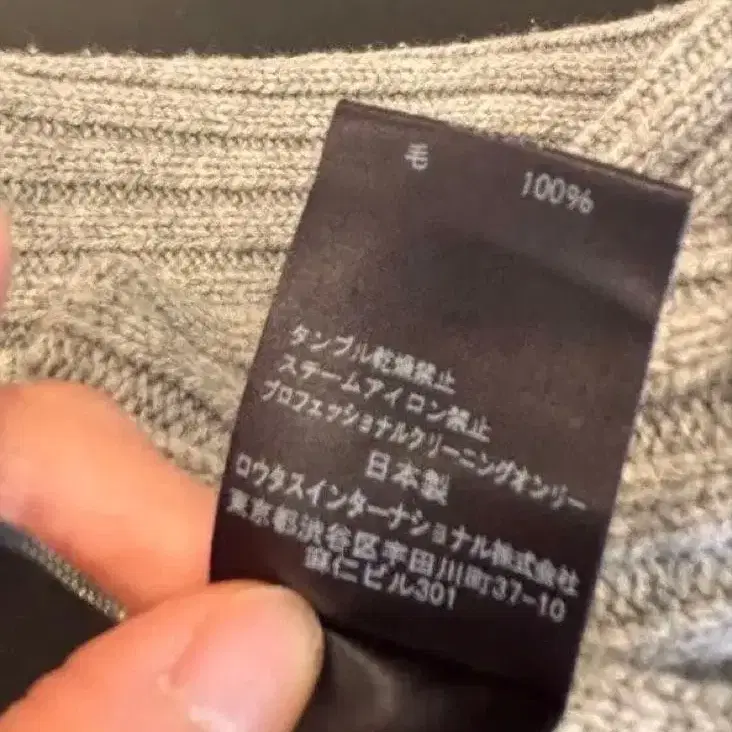 毛 100%
タンブル乾燥禁止
スチームアイロン禁止
プロフェッショナルクリーニングオンリー
日本製
ロウタスインターナショナル株式会社
東京都渋谷区宇田川町37-10
麻仁ビル301